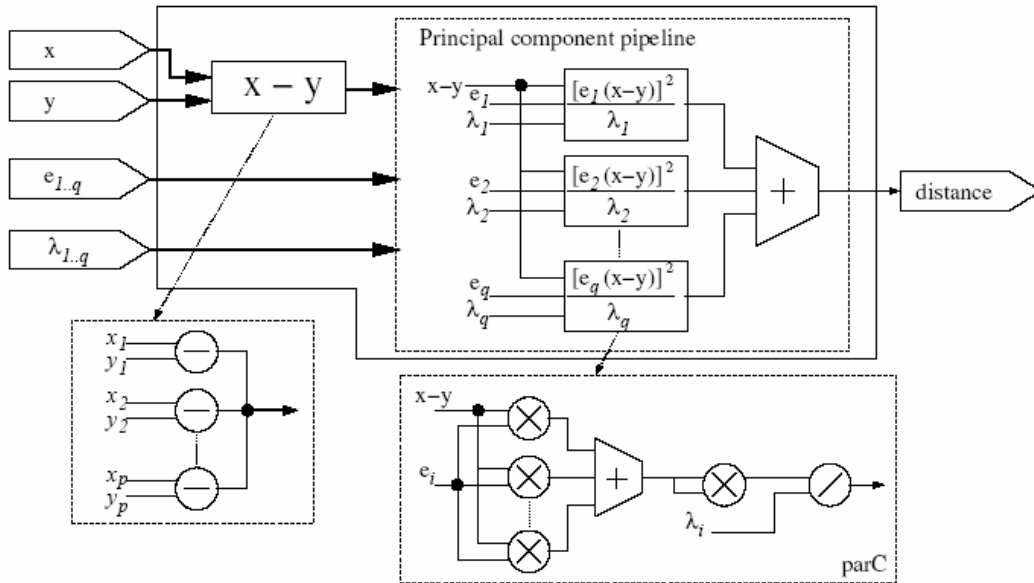 x
y
e1..q
λ1..q
x – y
Principal component pipeline
x–y
e1
λ1
[e1(x–y)]2
λ1
e2
λ2
[e2(x–y)]2
λ2
eq
λq
[eq(x–y)]2
λq
+
distance
x1
y1
–
x2
y2
–
xp
yp
–
x–y
ei
×
×
×
+
×
λi
/
parC